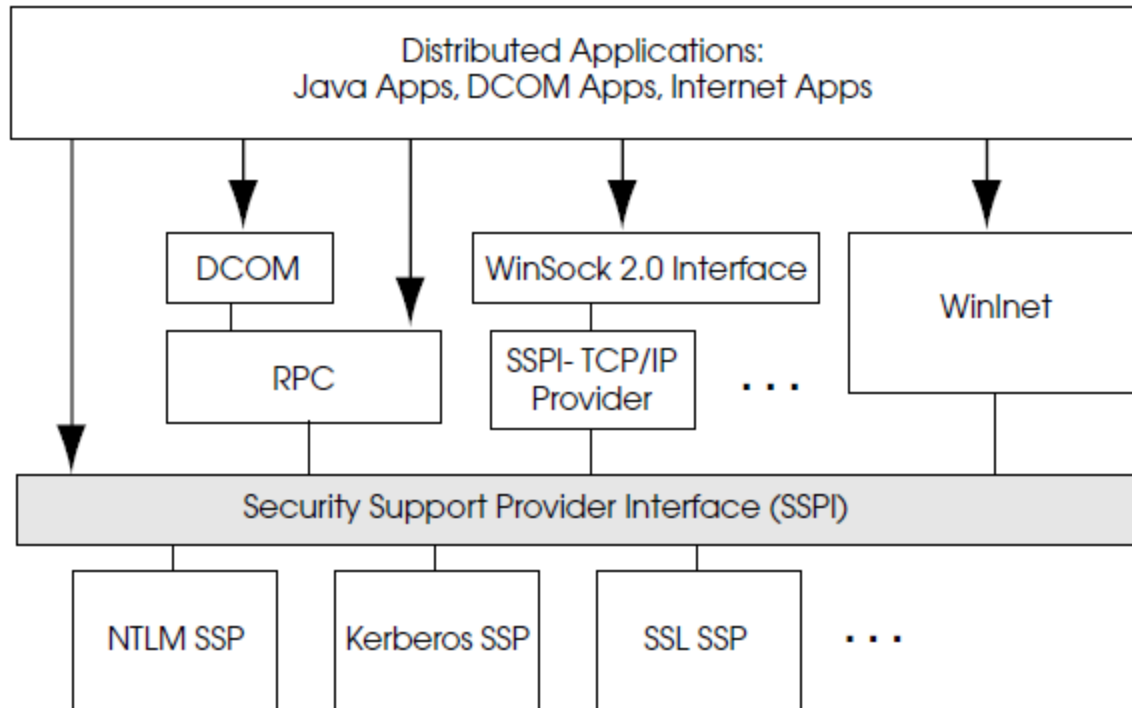 Distributed Applications:
Java Apps, DCOM Apps, Internet Apps
DCOM
WinSock 2.0 Interface
WinInet
RPC
SSPI- TCP/IP
Provider
. . .
Security Support Provider Interface (SSPI)
NTLM SSP
Kerberos SSP
SSL SSP
. . .